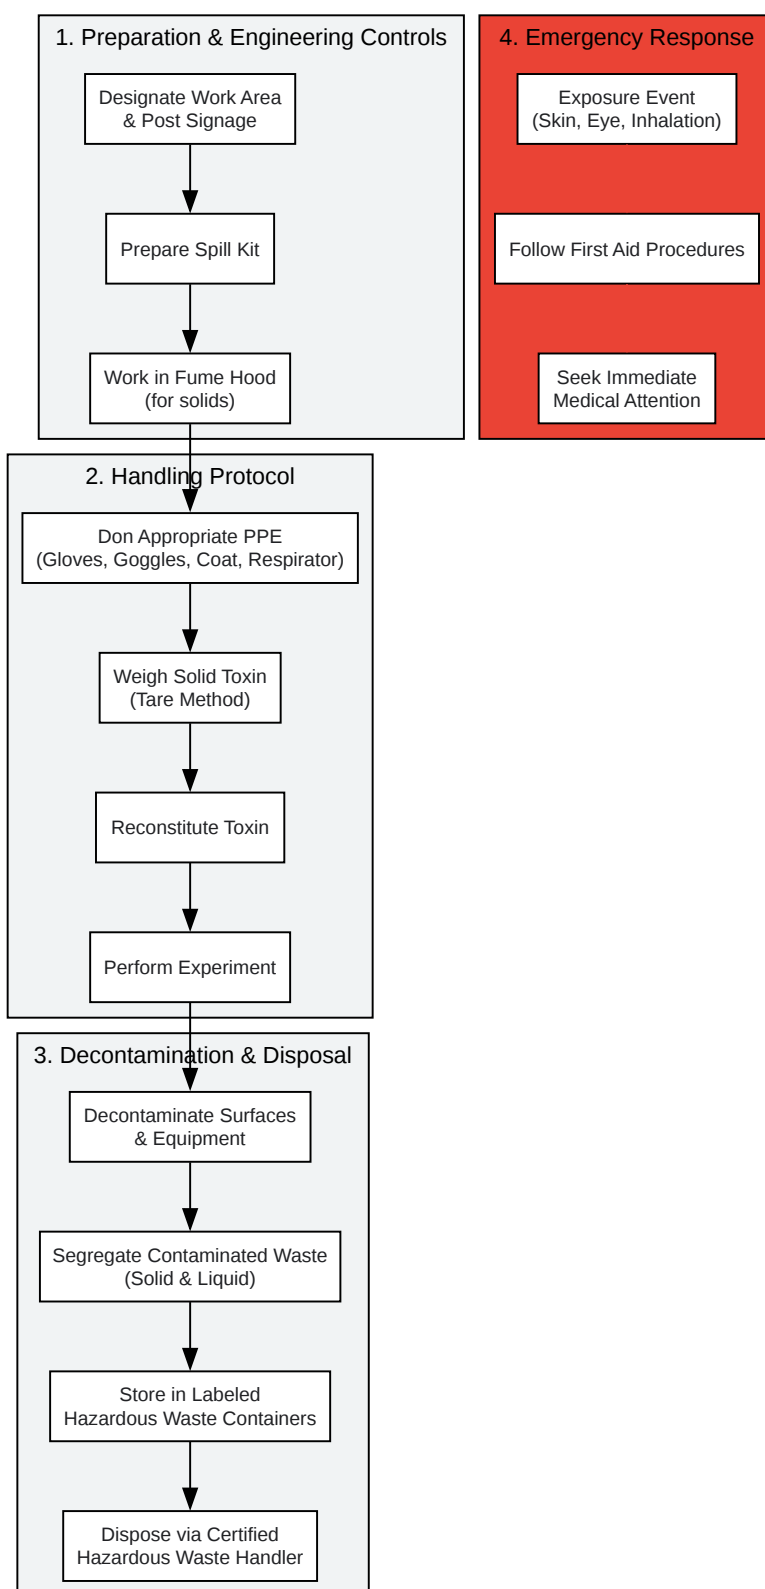 1. Preparation & Engineering Controls
Designate Work Area
& Post Signage
Prepare Spill Kit
Work in Fume Hood
(for solids)
4. Emergency Response
Exposure Event
(Skin, Eye, Inhalation)
Follow First Aid Procedures
Seek Immediate
Medical Attention
2. Handling Protocol
Don Appropriate PPE
(Gloves, Goggles, Coat, Respirator)
Weigh Solid Toxin
(Tare Method)
Reconstitute Toxin
Perform Experiment
3. Decontamination & Disposal
Decontaminate Surfaces
& Equipment
Segregate Contaminated Waste
(Solid & Liquid)
Store in Labeled
Hazardous Waste Containers
Dispose via Certified
Hazardous Waste Handler